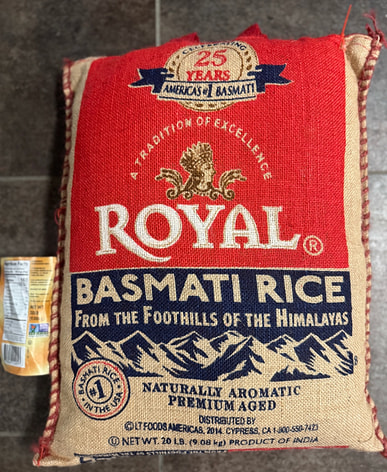 CELEBRATING
25
YEARS
AMERICA'S #1 BASMATI
A TRADITION OF EXCELLENCE
ROYAL®
BASMATI RICE
FROM THE FOOTHILLS OF THE HIMALAYAS
BASMATI RICE
#1
IN THE USA
NATURALLY AROMATIC
PREMIUM AGED
DISTRIBUTED BY
© LT FOODS AMERICAS, 2014. CYPRESS, CA 1-800-550-7423
Ⓤ NET WT. 20 LB. (9.08 kg) PRODUCT OF INDIA